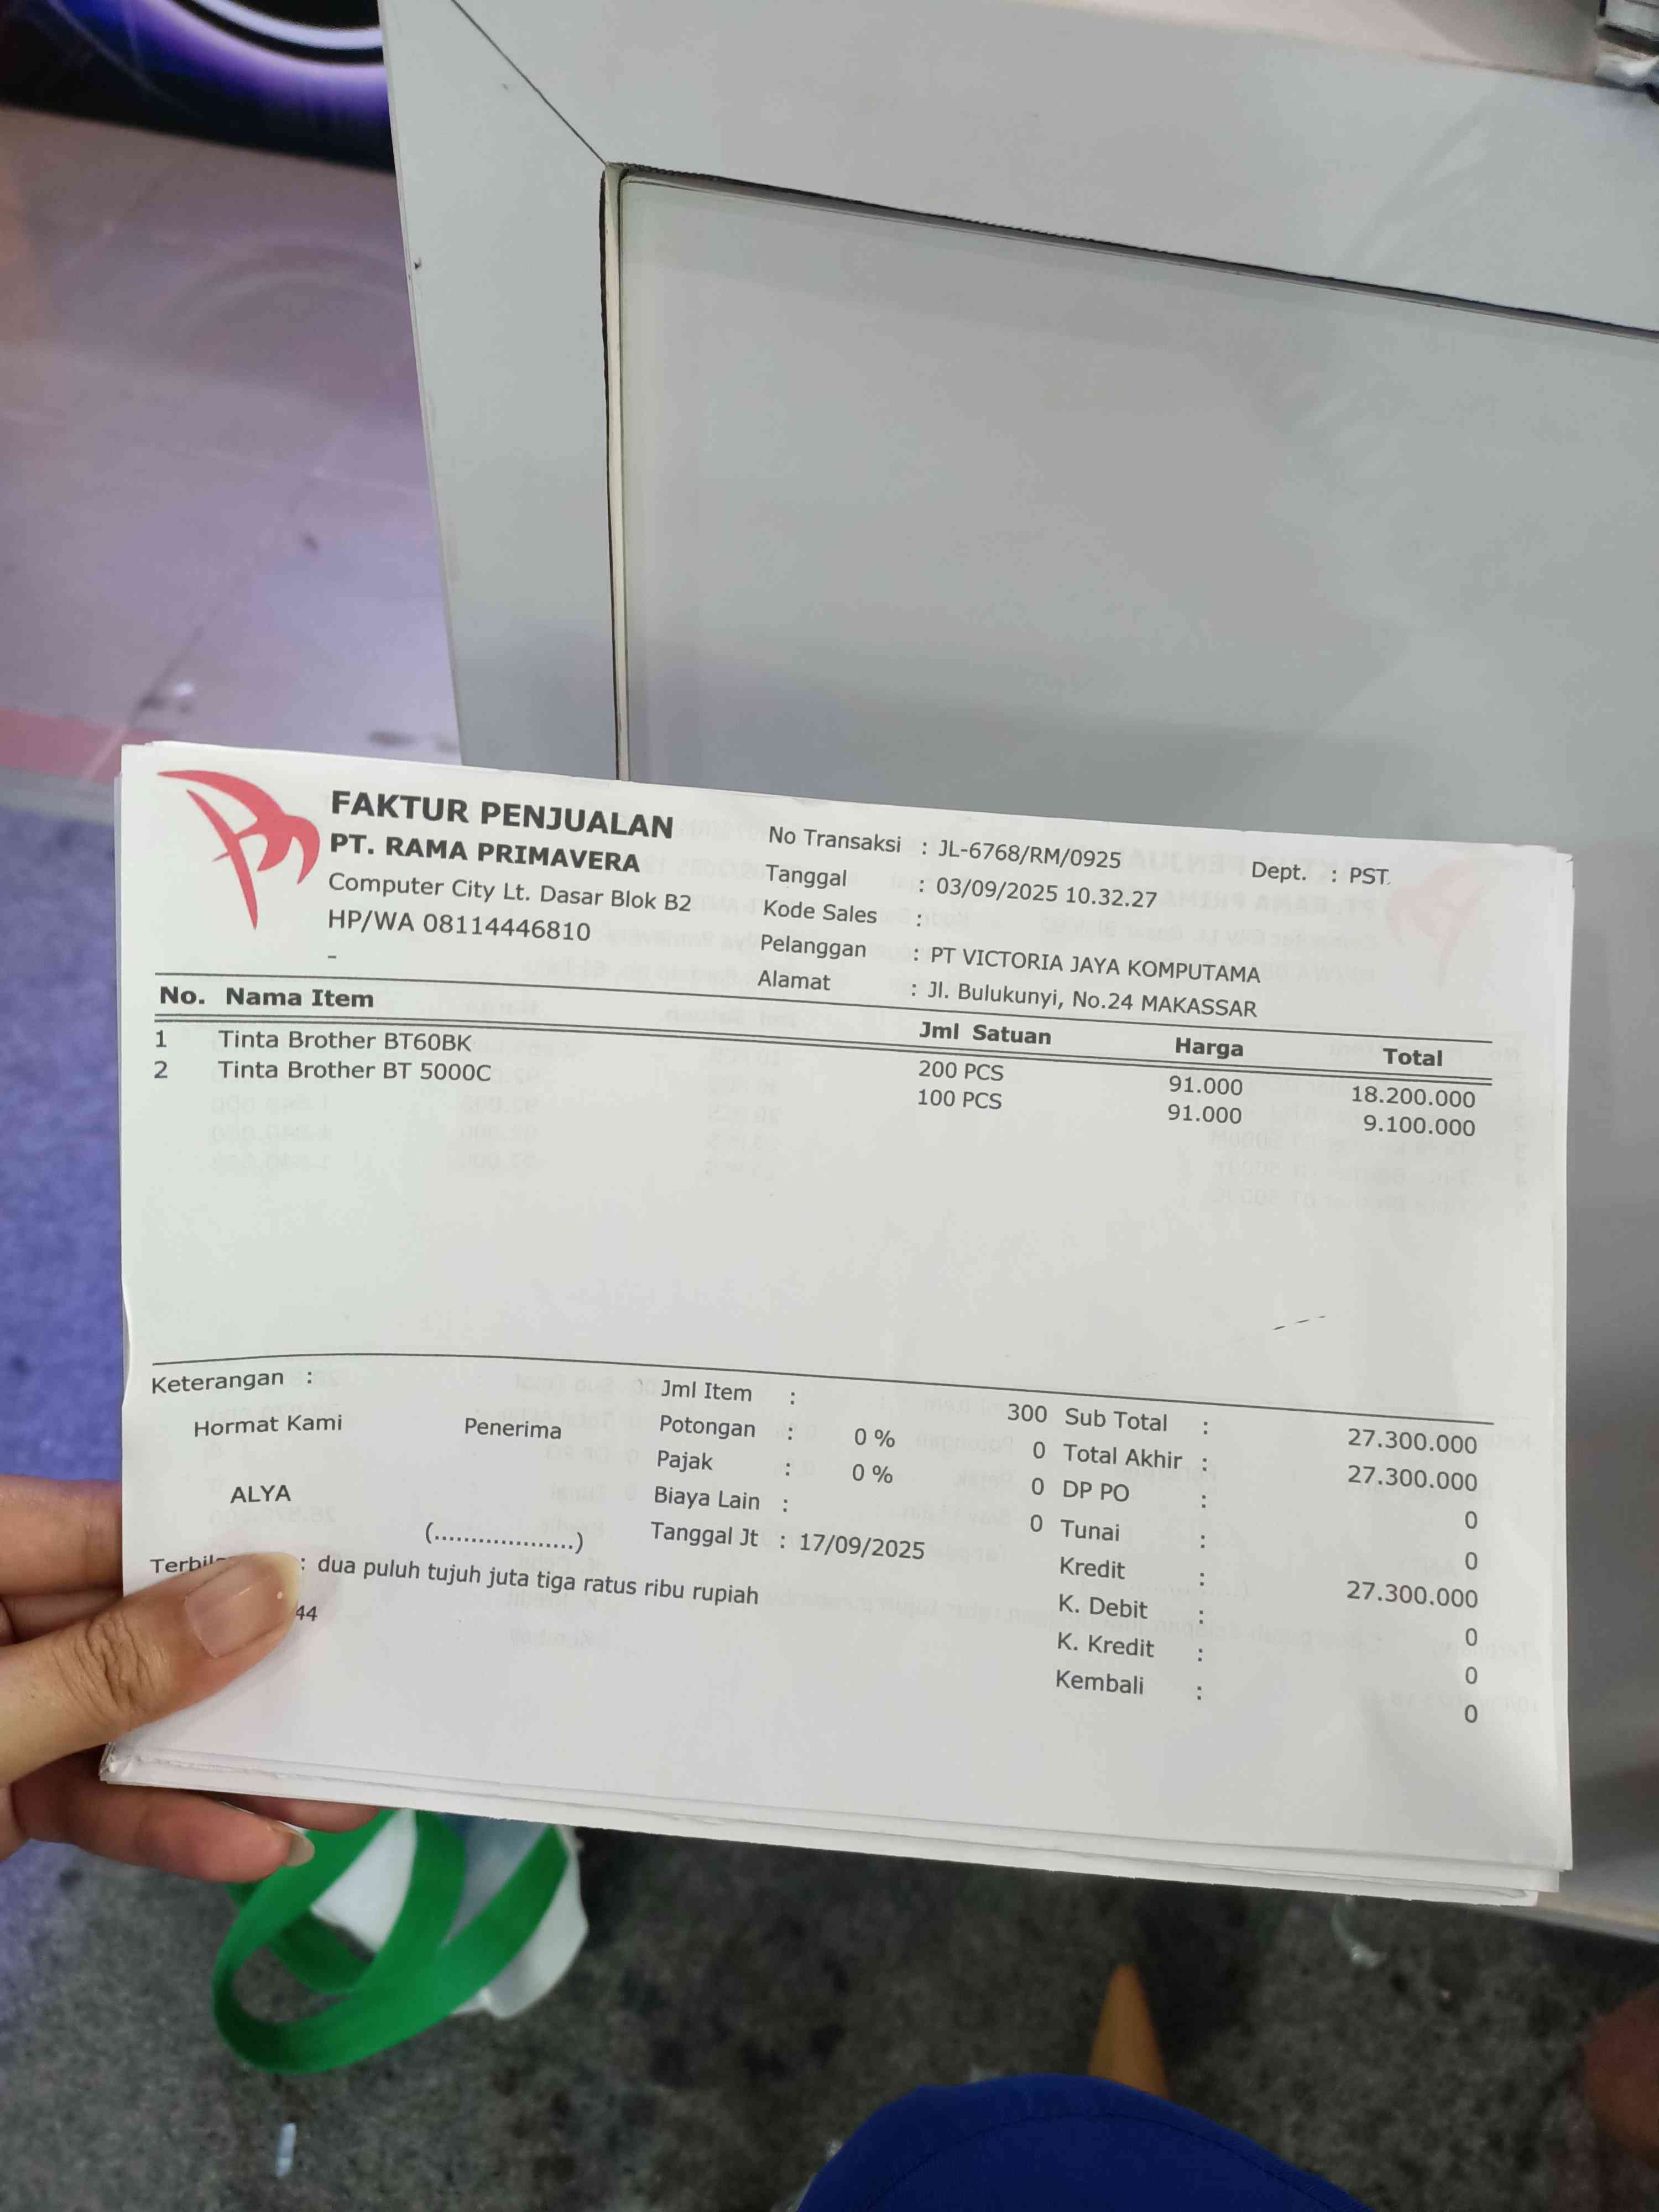 FAKTUR PENJUALAN
PT. RAMA PRIMAVERA
Computer City Lt. Dasar Blok B2
HP/WA 08114446810
-
No Transaksi : JL-6768/RM/0925 Dept. : PST.
Tanggal : 03/09/2025 10.32.27
Kode Sales :
Pelanggan : PT VICTORIA JAYA KOMPUTAMA
Alamat : Jl. Bulukunyi, No.24 MAKASSAR
No. Nama Item Jml Satuan Harga Total
1 Tinta Brother BT60BK 200 PCS 91.000 18.200.000
2 Tinta Brother BT 5000C 100 PCS 91.000 9.100.000
Keterangan :
Hormat Kami Penerima
ALYA
(...................)
Jml Item : 300
Potongan : 0 % 0
Pajak : 0 % 0
Biaya Lain : 0
Tanggal Jt : 17/09/2025
Sub Total : 27.300.000
Total Akhir : 27.300.000
DP PO : 0
Tunai : 0
Kredit : 27.300.000
K. Debit : 0
K. Kredit : 0
Kembali : 0
: dua puluh tujuh juta tiga ratus ribu rupiah
44